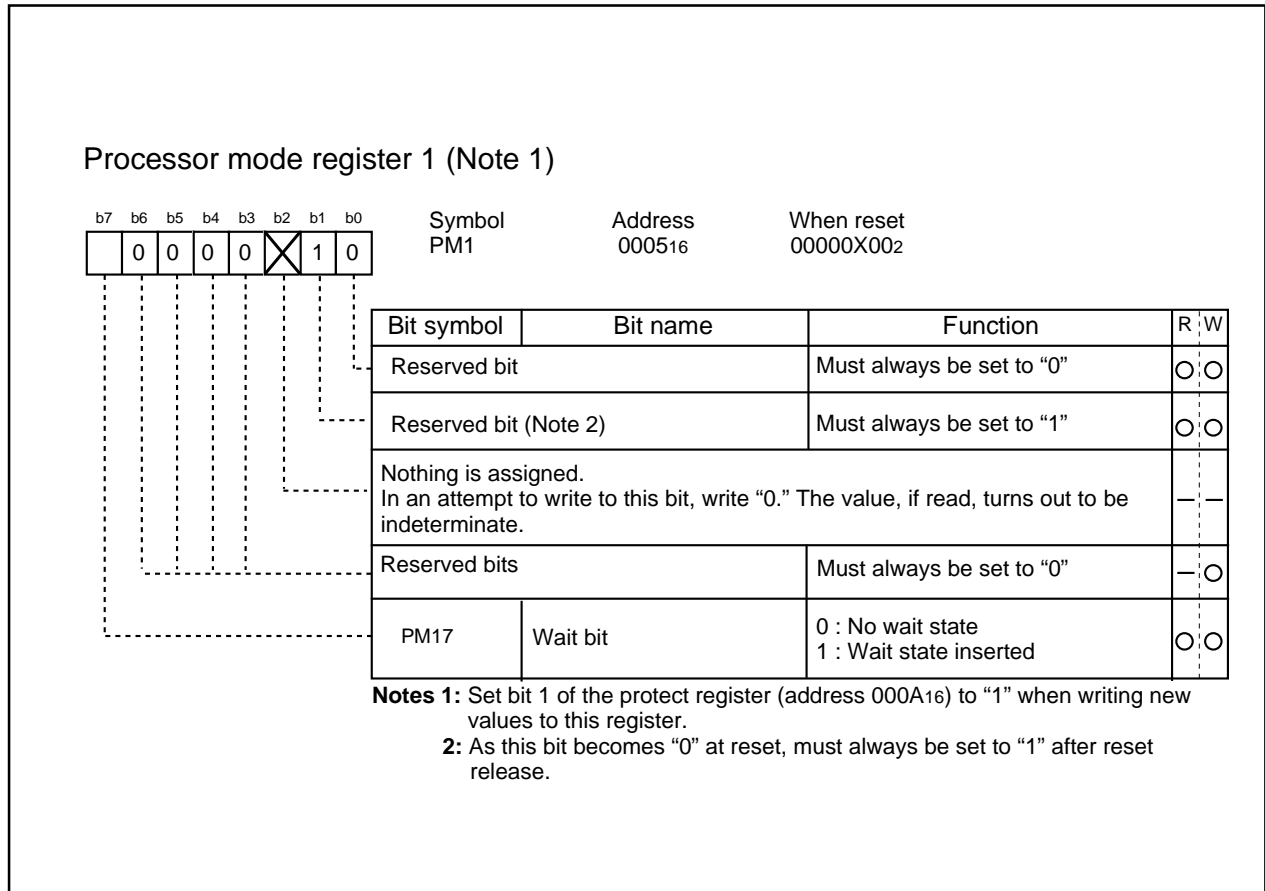 Processor mode register 1 (Note 1)
b7 b6 b5 b4 b3 b2 b1 b0
Symbol Address When reset
0 0 0 0 X 1 0
PM1 000516 00000X002
Bit symbol Bit name Function R W
Reserved bit Must always be set to “0”
Reserved bit (Note 2) Must always be set to “1”
Nothing is assigned.
In an attempt to write to this bit, write “0.” The value, if read, turns out to be
indeterminate.
Reserved bits Must always be set to “0”
PM17 Wait bit 0 : No wait state
1 : Wait state inserted
Notes 1: Set bit 1 of the protect register (address 000A16) to “1” when writing new
values to this register.
2: As this bit becomes “0” at reset, must always be set to “1” after reset
release.